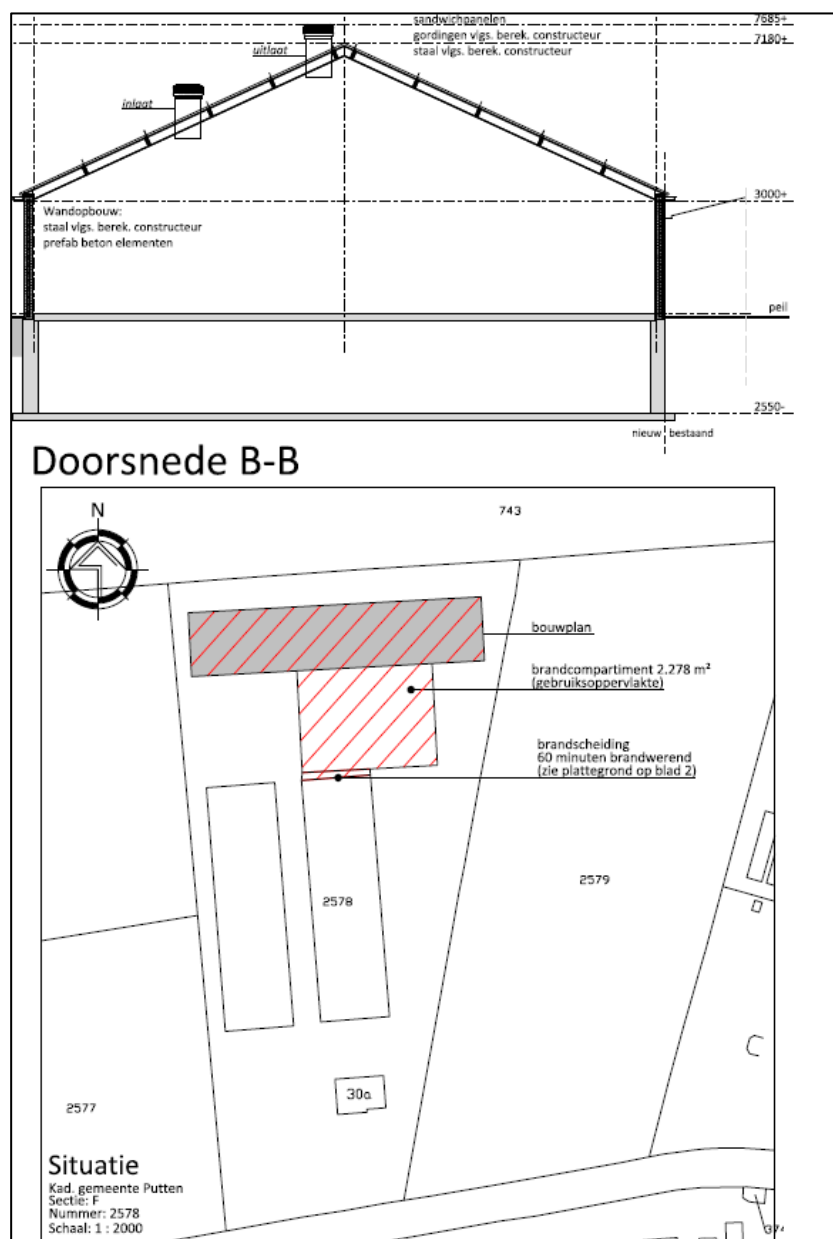 sandwichpanelen
7685+
gordingen vlgs. berek. constructeur
7180+
uitlaat
staal vlgs. berek. constructeur
inlaat
3000+
Wandopbouw:
staal vlgs. berek. constructeur
prefab beton elementen
peil
2550-
nieuw bestaand
Doorsnede B-B
N
743
bouwplan
brandcompartiment 2.278 m²
(gebruiksoppervlakte)
brandscheiding
60 minuten brandwerend
(zie plattegrond op blad 2)
2579
2578
30a
2577
Situatie
Kad. gemeente Putten
Sectie: F
Nummer: 2578
Schaal: 1 : 2000